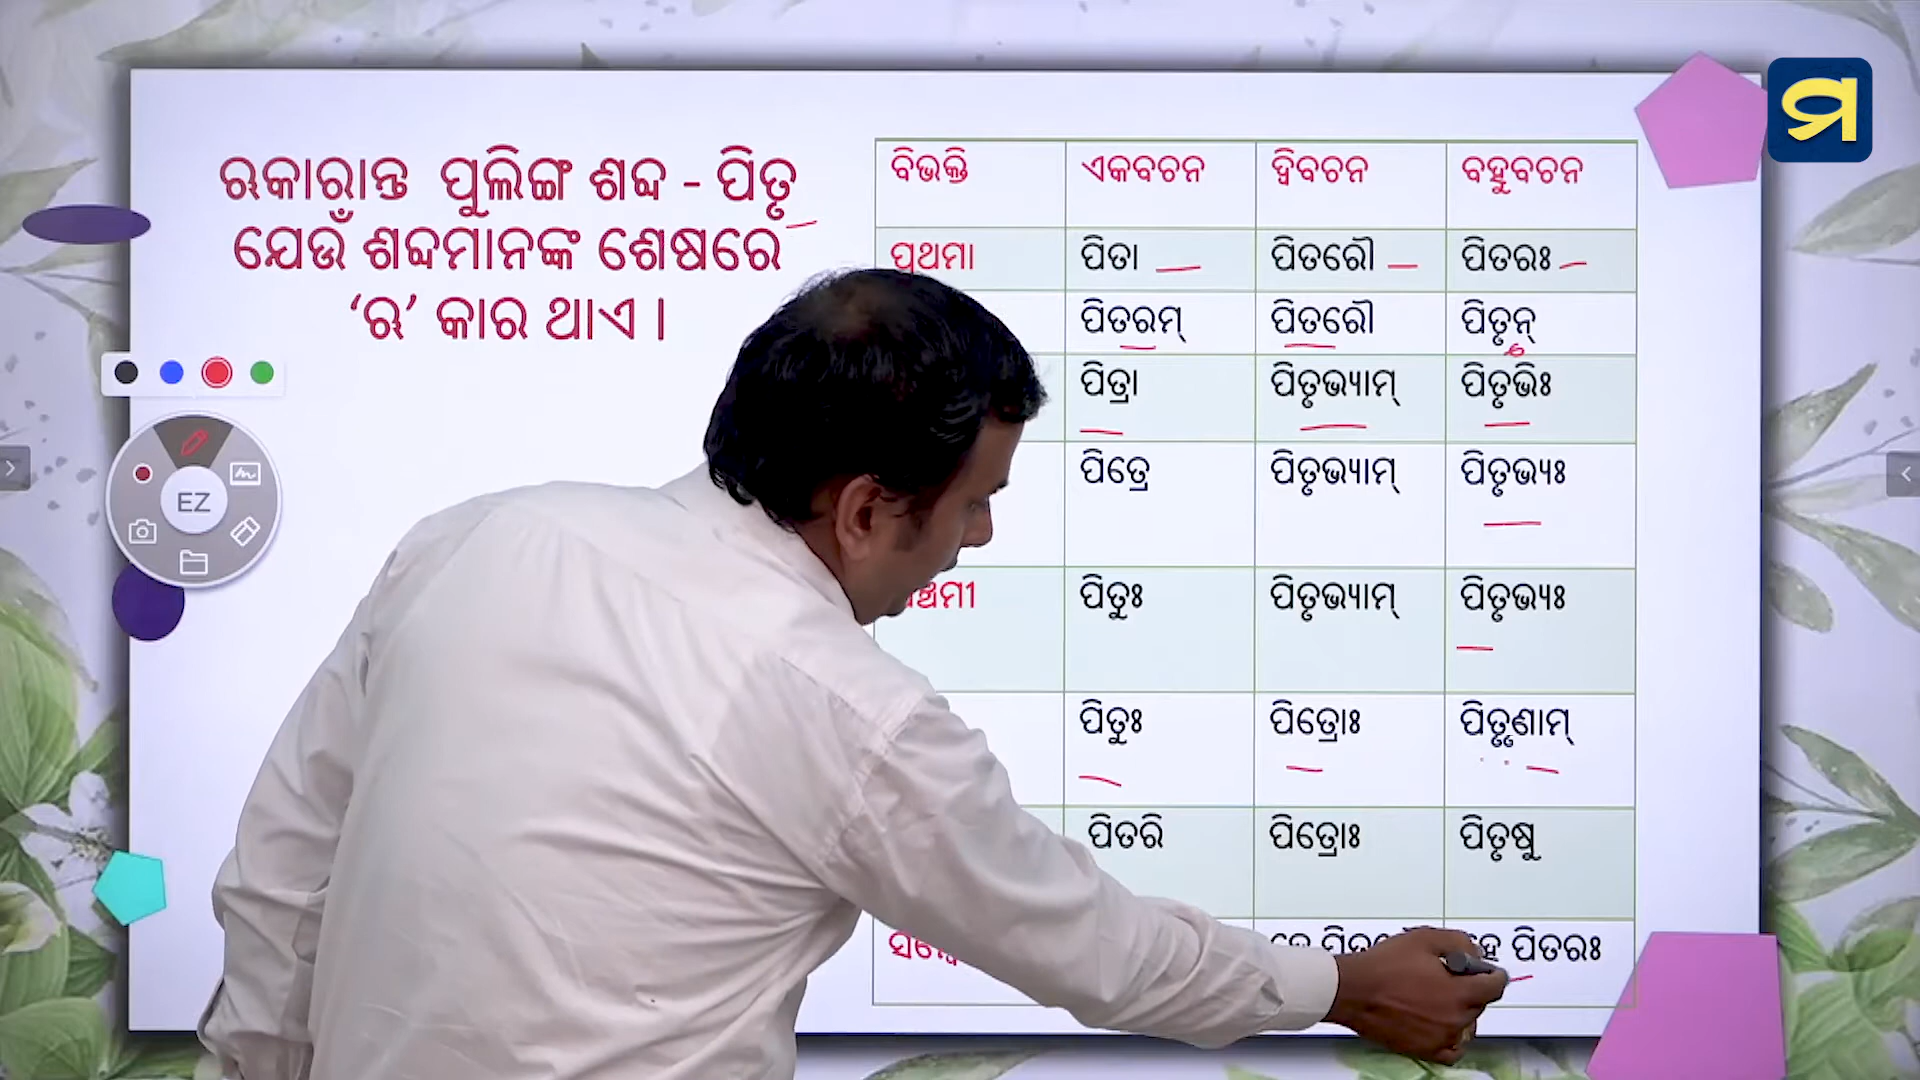 ମ
ଋକାରାନ୍ତ ପୁଲିଙ୍ଗ ଶବ୍ଦ - ପିତୃ
ଯେଉଁ ଶବ୍ଦମାନଙ୍କ ଶେଷରେ
‘ଋ’ କାର ଥାଏ ।
EZ
ବିଭକ୍ତି ଏକବଚନ ଦ୍ଵିବଚନ ବହୁବଚନ
ପ୍ରଥମା ପିତା ପିତରୌ ପିତରଃ
ପିତରମ୍ ପିତରୌ ପିତୃନ୍
ପିତ୍ରା ପିତୃଭ୍ୟାମ୍ ପିତୃଭିଃ
ପିତ୍ରେ ପିତୃଭ୍ୟାମ୍ ପିତୃଭ୍ୟଃ
ପିତୁଃ ପିତୃଭ୍ୟାମ୍ ପିତୃଭ୍ୟଃ
ପିତୁଃ ପିତ୍ରୋଃ ପିତୄଣାମ୍
ପିତରି ପିତ୍ରୋଃ ପିତୃଷୁ
ପିତରଃ